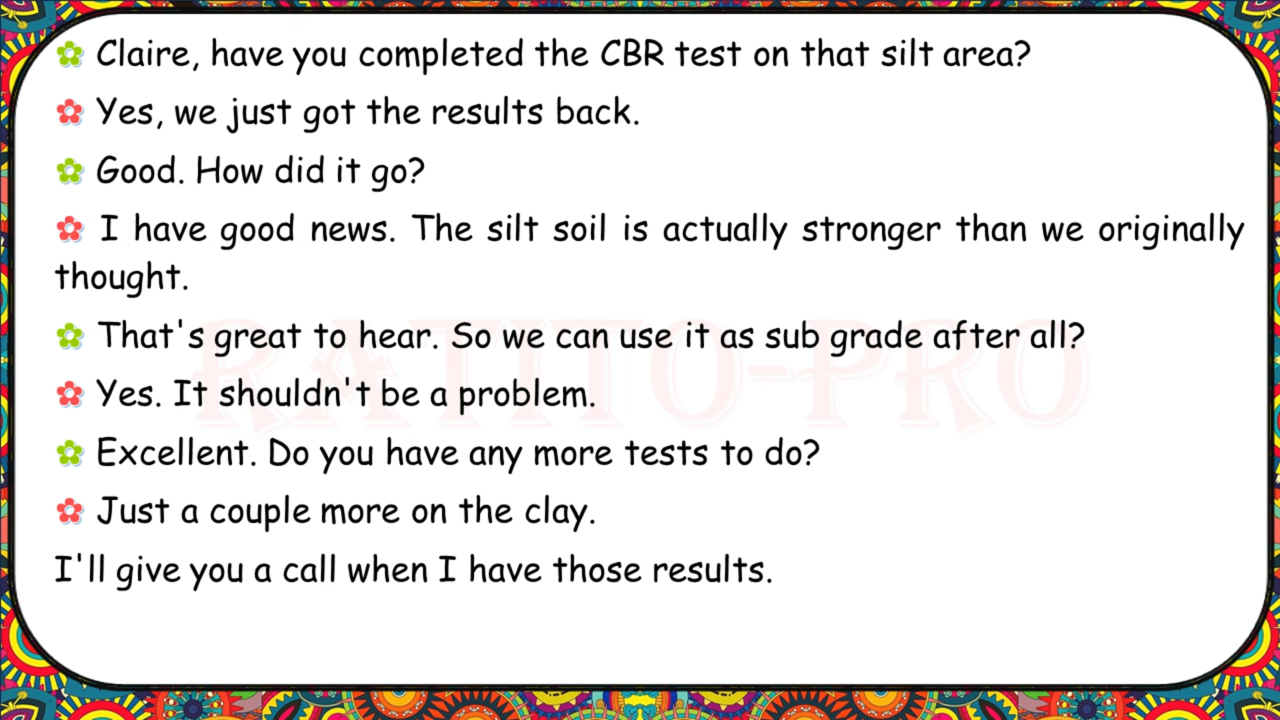 Claire, have you completed the CBR test on that silt area?
Yes, we just got the results back.
Good. How did it go?
I have good news. The silt soil is actually stronger than we originally
thought.
That's great to hear. So we can use it as sub grade after all?
Yes. It shouldn't be a problem.
Excellent. Do you have any more tests to do?
Just a couple more on the clay.
I'll give you a call when I have those results.
RATITO-PRO